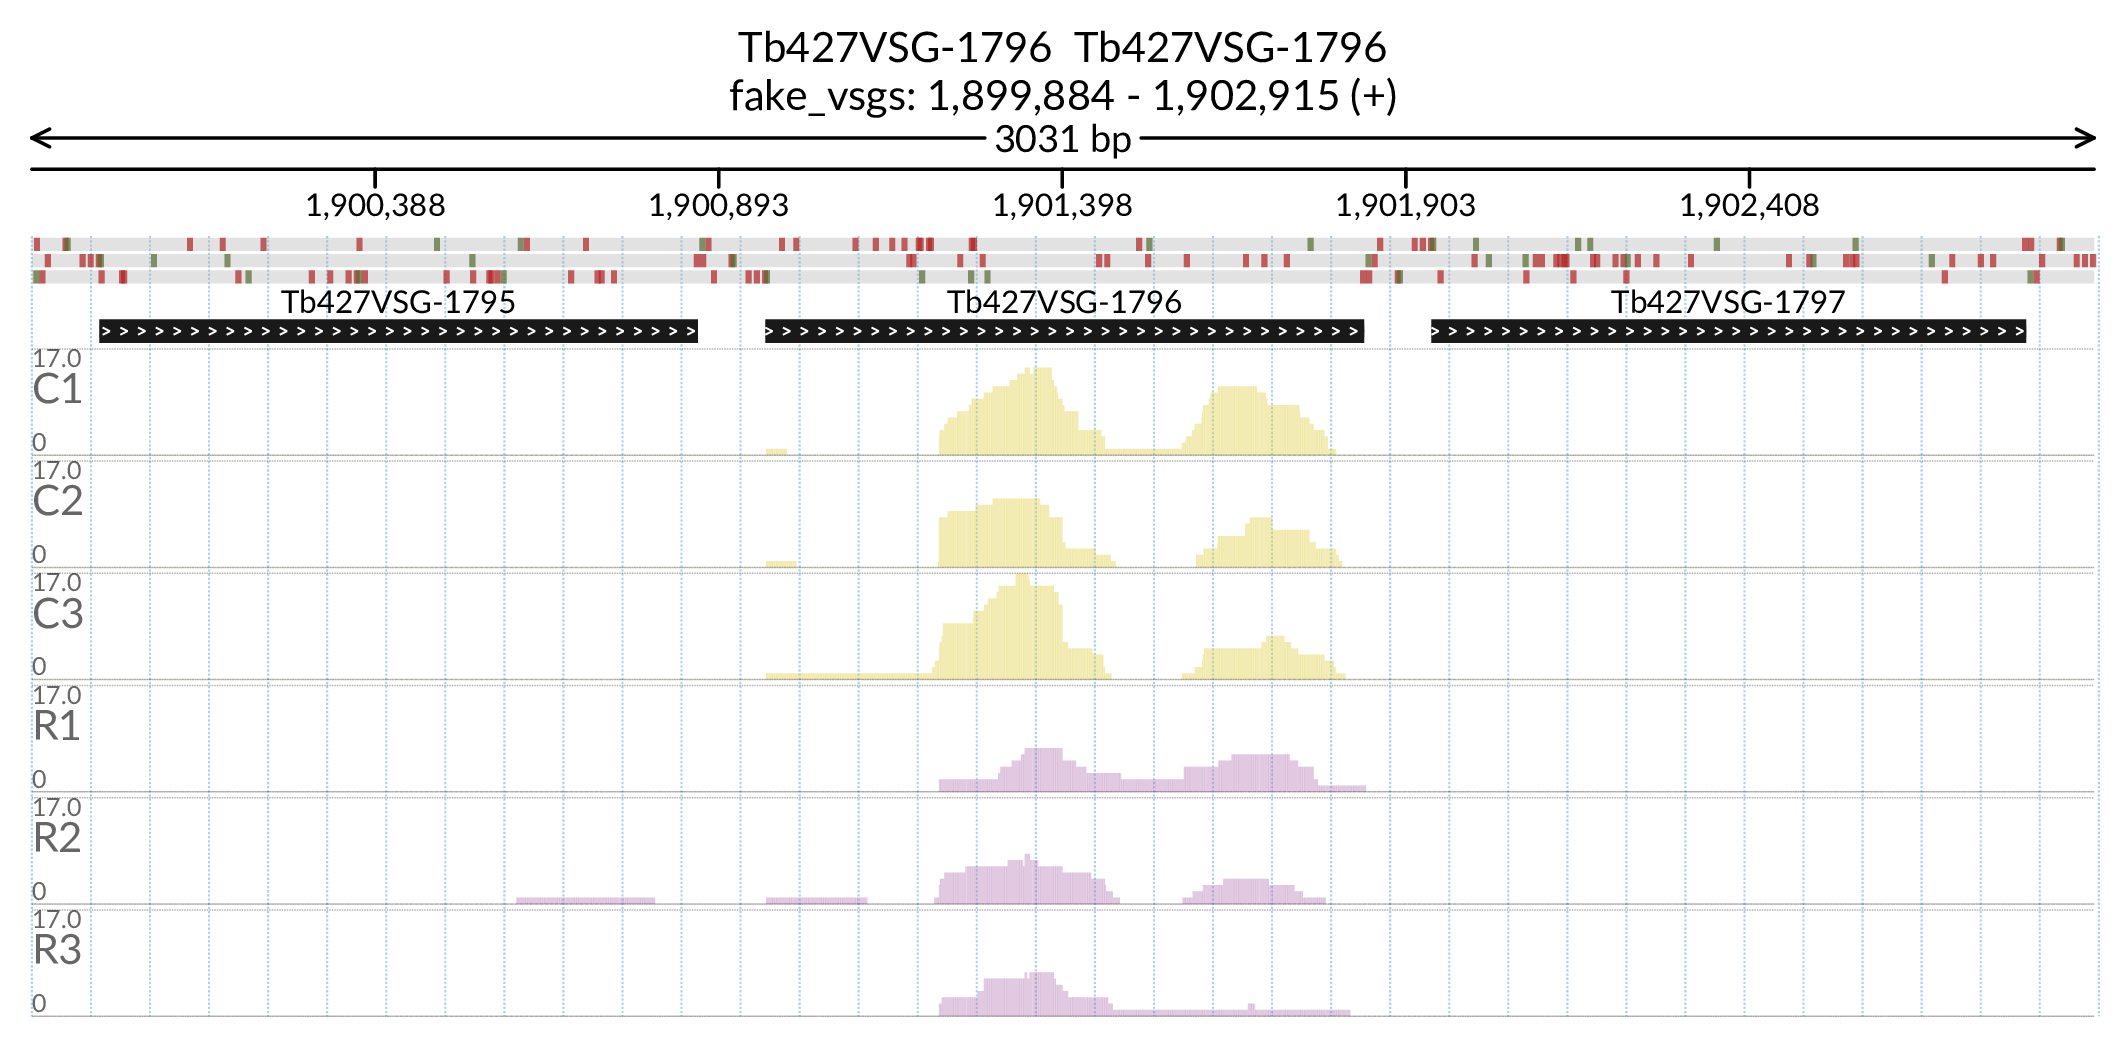 Tb427VSG-1796  Tb427VSG-1796
fake_vsgs: 1,899,884 - 1,902,915 (+)
3031 bp
1,900,388 1,900,893 1,901,398 1,901,903 1,902,408
Tb427VSG-1795 Tb427VSG-1796 Tb427VSG-1797
17.0
C1
0
17.0
C2
0
17.0
C3
0
17.0
R1
0
17.0
R2
0
17.0
R3
0